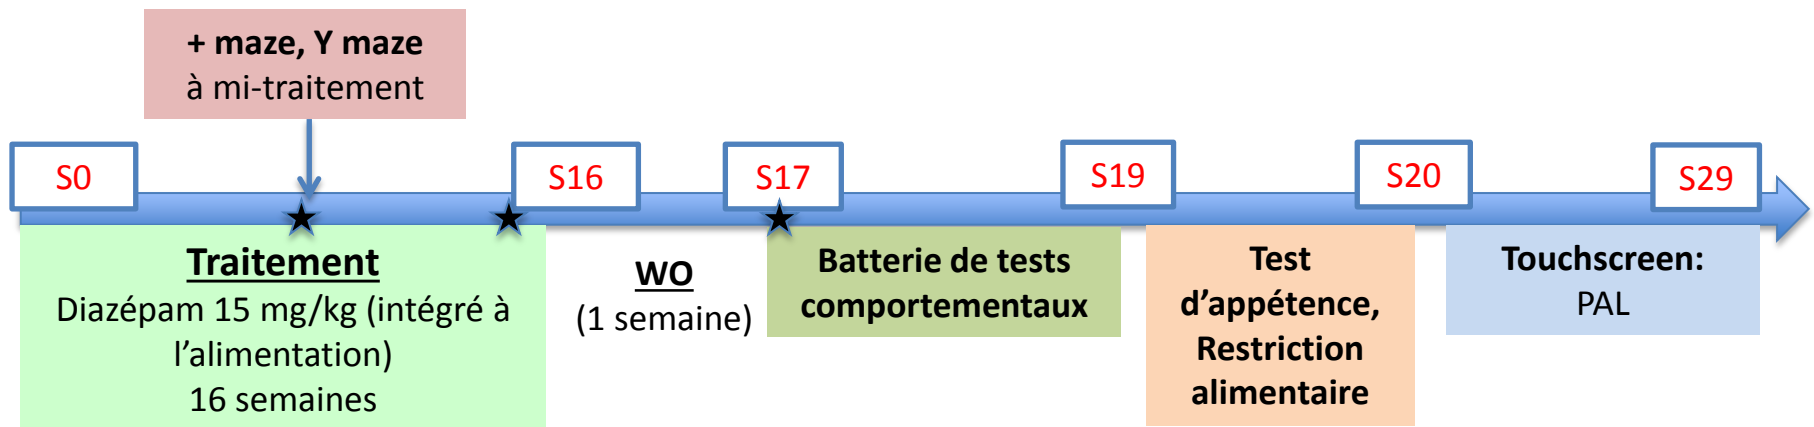 + maze, Y maze
à mi-traitement
S0
S16
S17
S19
S20
S29
Traitement
Diazépam 15 mg/kg (intégré à
l’alimentation)
16 semaines
WO
(1 semaine)
Batterie de tests
comportementaux
Test
d’appétence,
Restriction
alimentaire
Touchscreen:
PAL